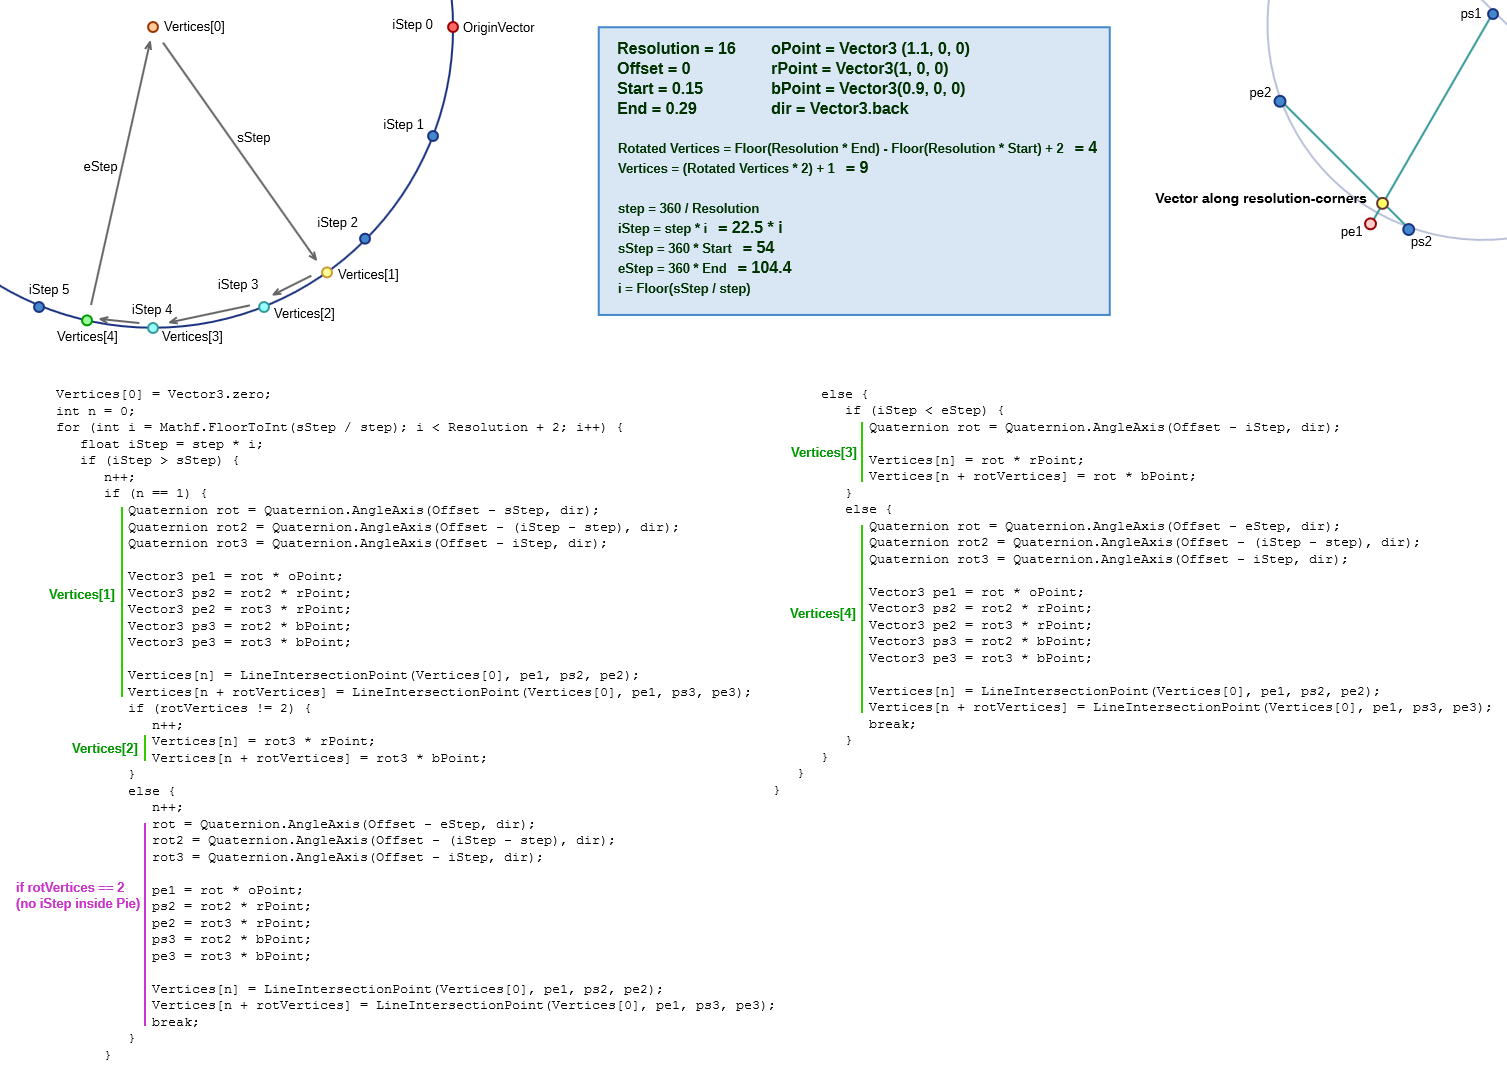 Vertices[0]
iStep 0
OriginVector
iStep 1
sStep
eStep
iStep 2
Vertices[1]
iStep 3
iStep 5
iStep 4
Vertices[2]
Vertices[4]
Vertices[3]
Resolution = 16 oPoint = Vector3 (1.1, 0, 0)
Offset = 0 rPoint = Vector3(1, 0, 0)
Start = 0.15 bPoint = Vector3(0.9, 0, 0)
End = 0.29 dir = Vector3.back
Rotated Vertices = Floor(Resolution * End) - Floor(Resolution * Start) + 2 = 4
Vertices = (Rotated Vertices * 2) + 1 = 9
step = 360 / Resolution
iStep = step * i = 22.5 * i
sStep = 360 * Start = 54
eStep = 360 * End = 104.4
i = Floor(sStep / step)
ps1
pe2
Vector along resolution-corners
pe1
ps2
Vertices[0] = Vector3.zero;
int n = 0;
for (int i = Mathf.FloorToInt(sStep / step); i < Resolution + 2; i++) {
float iStep = step * i;
if (iStep > sStep) {
n++;
if (n == 1) {
Quaternion rot = Quaternion.AngleAxis(Offset - sStep, dir);
Quaternion rot2 = Quaternion.AngleAxis(Offset - (iStep - step), dir);
Quaternion rot3 = Quaternion.AngleAxis(Offset - iStep, dir);
Vector3 pe1 = rot * oPoint;
Vertices[1]
Vector3 ps2 = rot2 * rPoint;
Vector3 pe2 = rot3 * rPoint;
Vector3 ps3 = rot2 * bPoint;
Vector3 pe3 = rot3 * bPoint;
Vertices[n] = LineIntersectionPoint(Vertices[0], pe1, ps2, pe2);
Vertices[n + rotVertices] = LineIntersectionPoint(Vertices[0], pe1, ps3, pe3);
if (rotVertices != 2) {
n++;
Vertices[2]
Vertices[n] = rot3 * rPoint;
Vertices[n + rotVertices] = rot3 * bPoint;
}
else {
n++;
rot = Quaternion.AngleAxis(Offset - eStep, dir);
rot2 = Quaternion.AngleAxis(Offset - (iStep - step), dir);
rot3 = Quaternion.AngleAxis(Offset - iStep, dir);
if rotVertices == 2
(no iStep inside Pie)
pe1 = rot * oPoint;
ps2 = rot2 * rPoint;
pe2 = rot3 * rPoint;
ps3 = rot2 * bPoint;
pe3 = rot3 * bPoint;
Vertices[n] = LineIntersectionPoint(Vertices[0], pe1, ps2, pe2);
Vertices[n + rotVertices] = LineIntersectionPoint(Vertices[0], pe1, ps3, pe3);
break;
}
}
else {
if (iStep < eStep) {
Quaternion rot = Quaternion.AngleAxis(Offset - iStep, dir);
Vertices[3]
Vertices[n] = rot * rPoint;
Vertices[n + rotVertices] = rot * bPoint;
}
else {
Quaternion rot = Quaternion.AngleAxis(Offset - eStep, dir);
Quaternion rot2 = Quaternion.AngleAxis(Offset - (iStep - step), dir);
Quaternion rot3 = Quaternion.AngleAxis(Offset - iStep, dir);
Vector3 pe1 = rot * oPoint;
Vertices[4]
Vector3 ps2 = rot2 * rPoint;
Vector3 pe2 = rot3 * rPoint;
Vector3 ps3 = rot2 * bPoint;
Vector3 pe3 = rot3 * bPoint;
Vertices[n] = LineIntersectionPoint(Vertices[0], pe1, ps2, pe2);
Vertices[n + rotVertices] = LineIntersectionPoint(Vertices[0], pe1, ps3, pe3);
break;
}
}
}
}